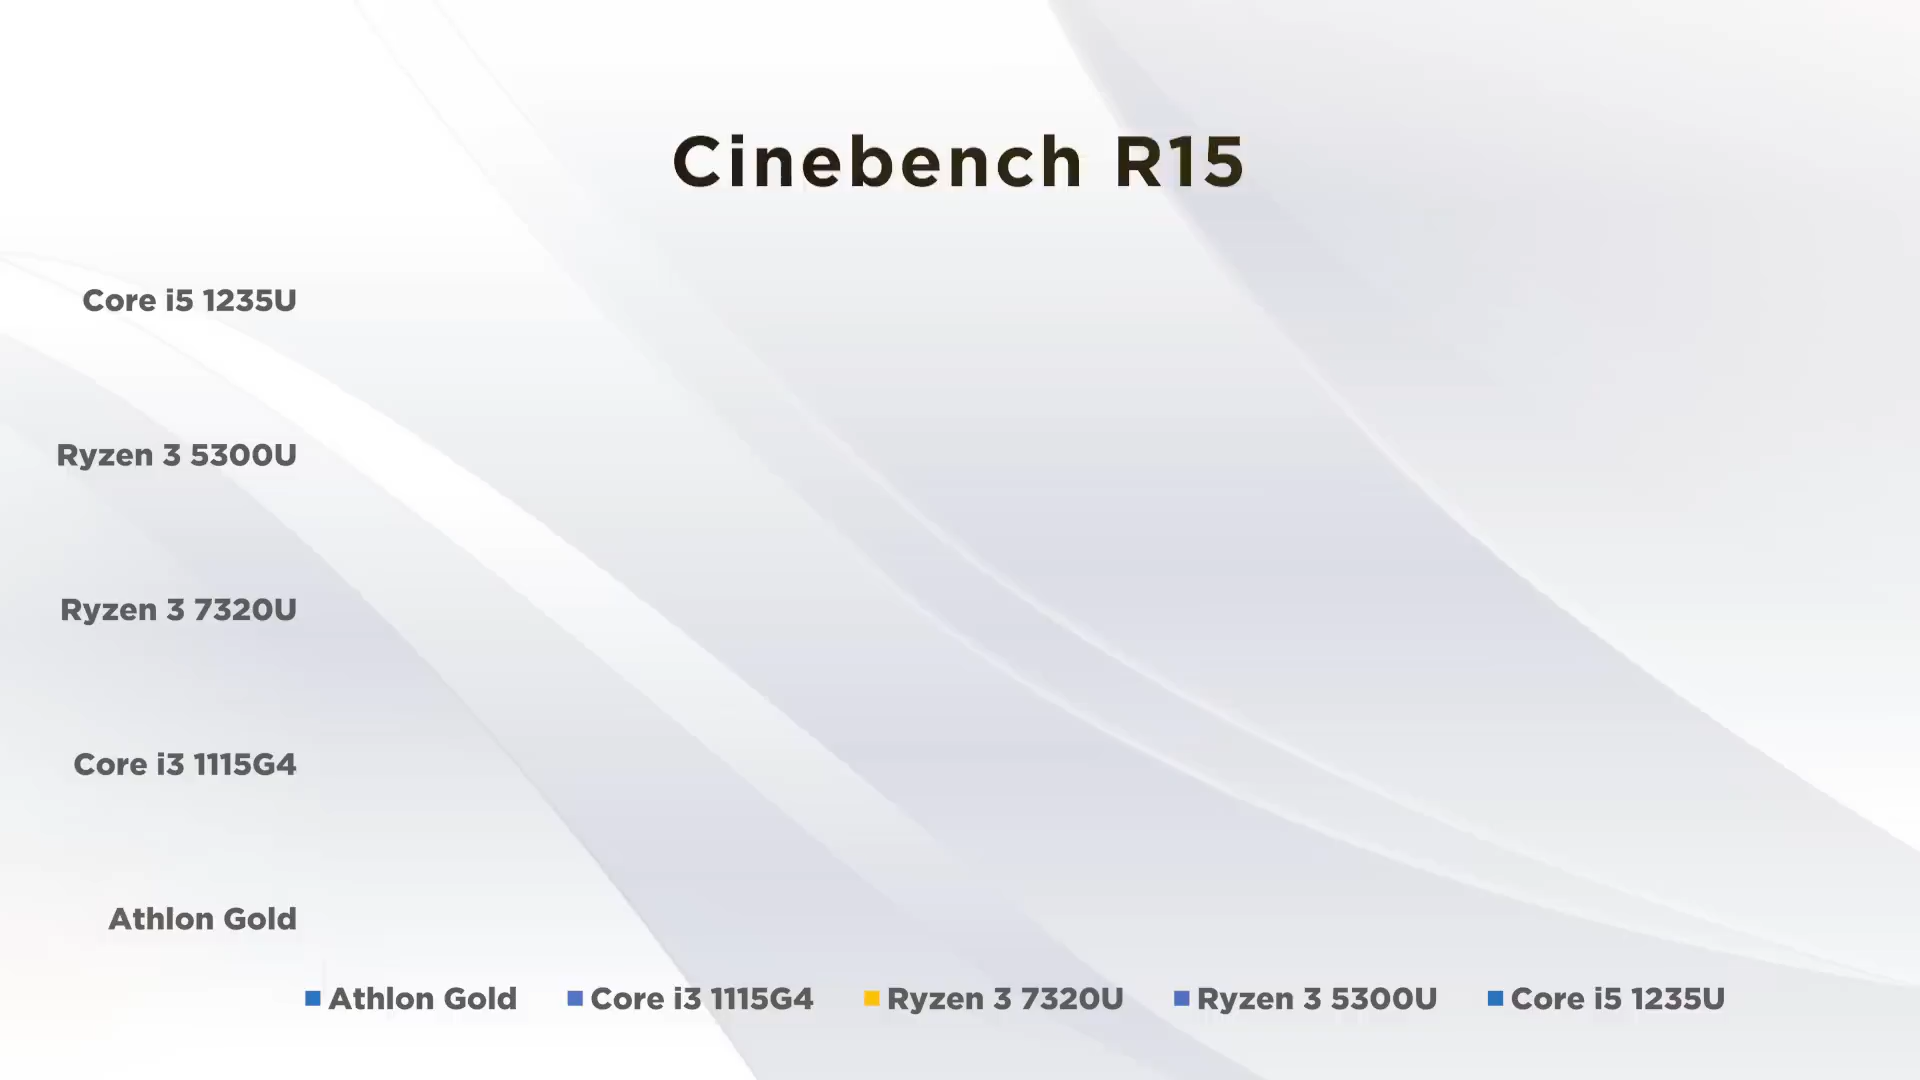 Cinebench R15
Core i5 1235U
Ryzen 3 5300U
Ryzen 3 7320U
Core i3 1115G4
Athlon Gold
Athlon Gold Core i3 1115G4 Ryzen 3 7320U Ryzen 3 5300U Core i5 1235U